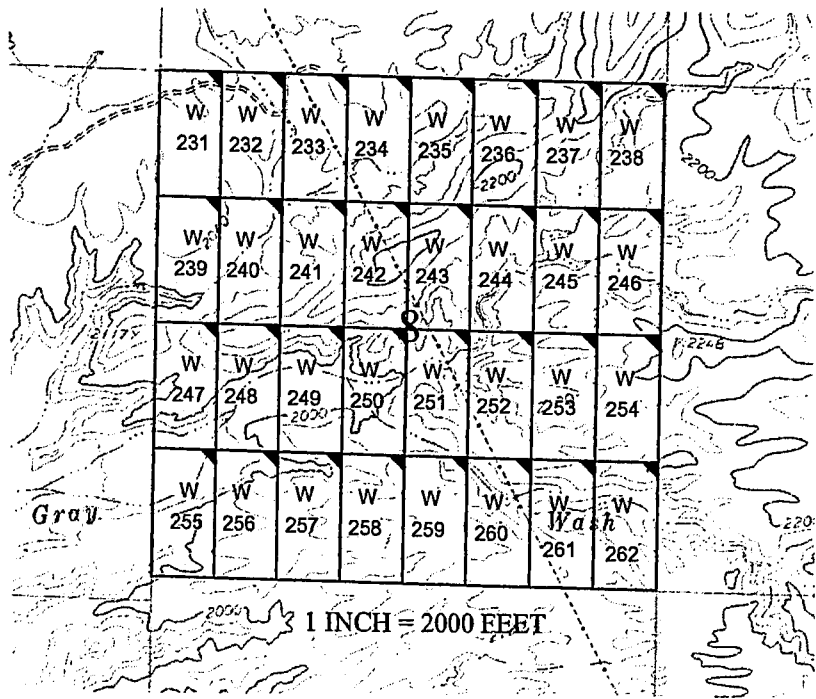 W W W W W W W W
231 232 233 234 235 236 237 238
2200
2200
W W W W W W W W
239 240 241 242 243 244 245 246
8
2246
W W W W W W W W
247 248 249 250 251 252 253 254
2000
W W W W W W W W
255 256 257 258 259 260 261 262
Gray Wash
220
2000
1 INCH = 2000 FEET